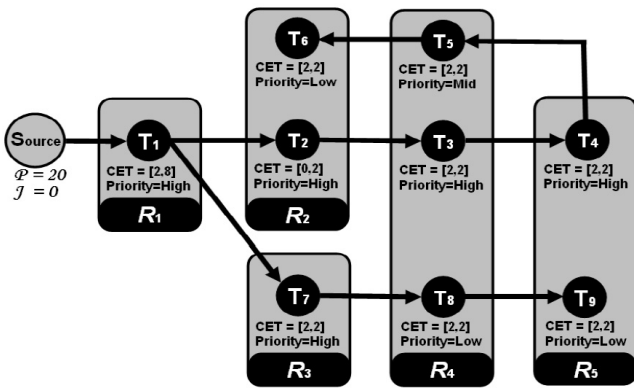 T6
CET = [2,2]
Priority=Low
T5
CET = [2,2]
Priority=Mid
Source
P = 20
J = 0
T1
CET = [2,8]
Priority=High
R1
T2
CET = [0,2]
Priority=High
R2
T3
CET = [2,2]
Priority=High
T4
CET = [2,2]
Priority=High
T7
CET = [2,2]
Priority=High
R3
T8
CET = [2,2]
Priority=Low
R4
T9
CET = [2,2]
Priority=Low
R5